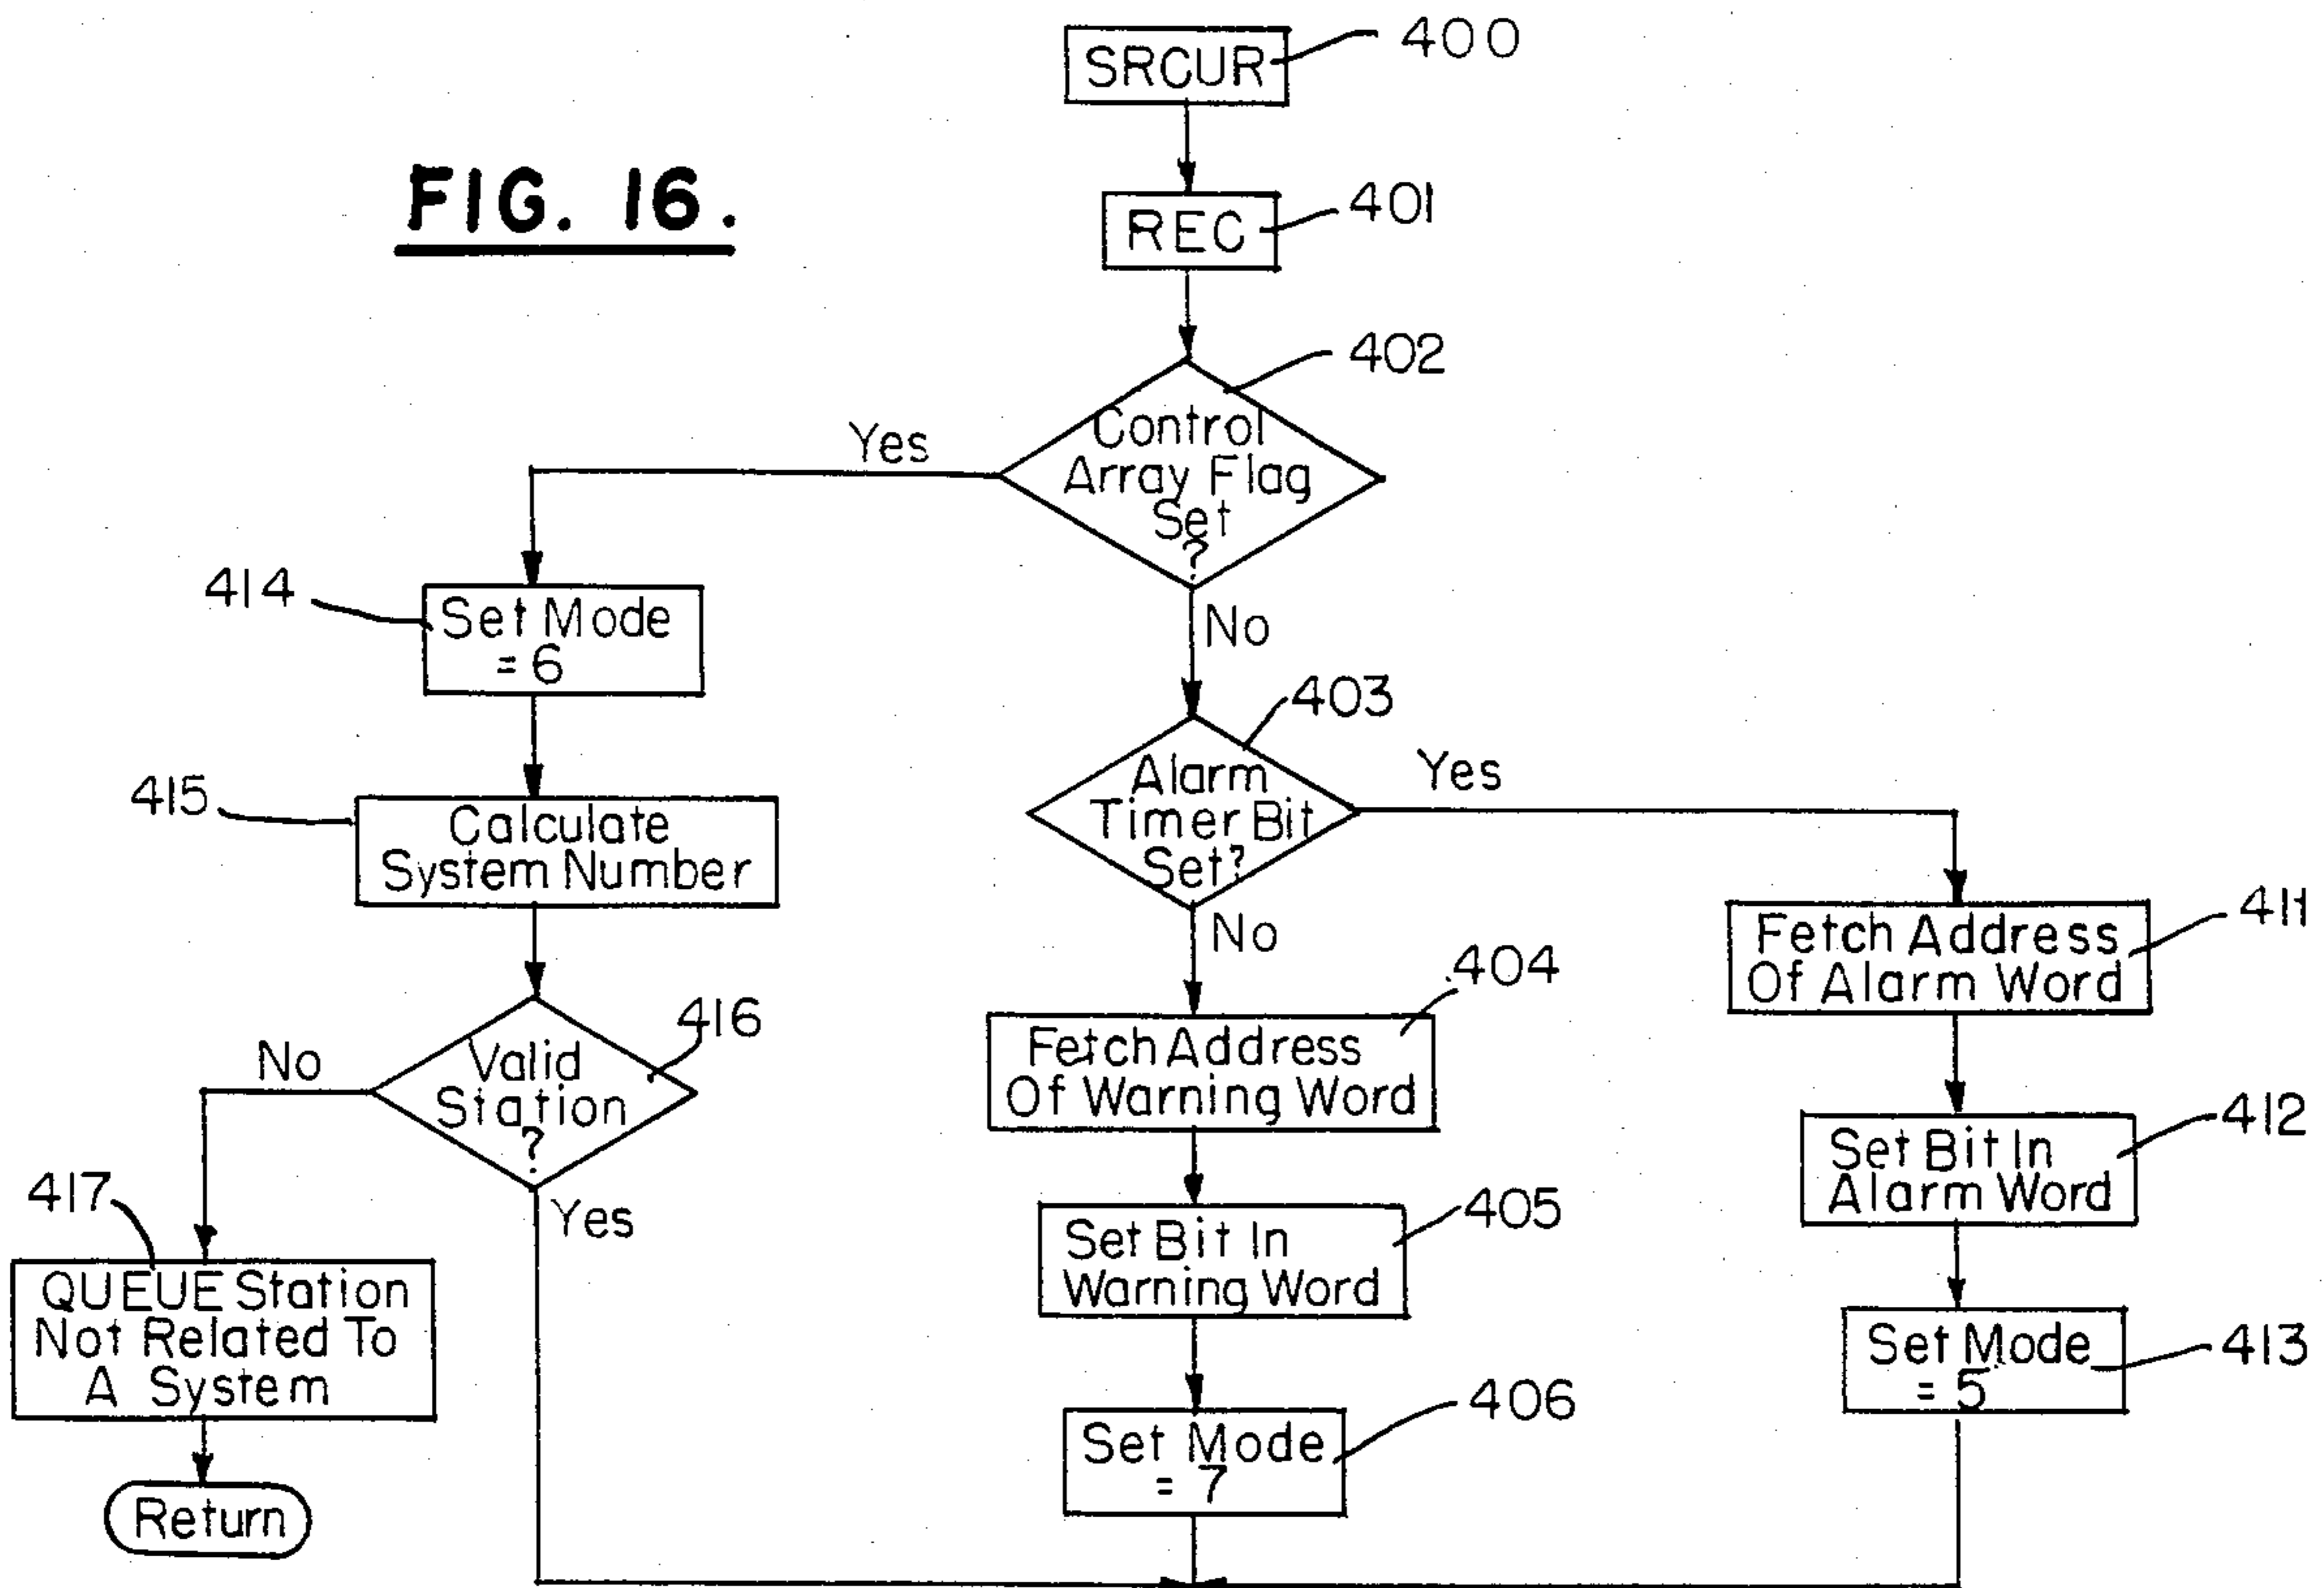 SRCUR
400
FIG. 16.
REC
401
402
Control
Array Flag
Set
?
Yes
No
414
Set Mode
= 6
403
Alarm
Timer Bit
Set?
Yes
No
415
Calculate
System Number
411
Fetch Address
Of Alarm Word
404
Fetch Address
Of Warning Word
416
Valid
Station
?
No
Yes
412
Set Bit In
Alarm Word
417
QUEUE Station
Not Related To
A System
405
Set Bit In
Warning Word
413
Set Mode
= 5
406
Set Mode
= 7
Return